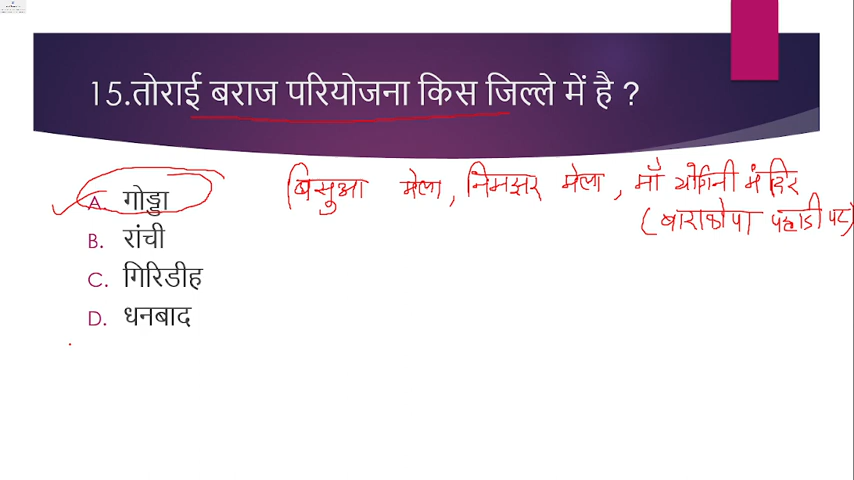 15.तोराई बराज परियोजना किस जिल्ले में है ?
A. गोड्डा
बिसुआ मेला, निमझर मेला, माँ योगिनी मंदिर
(बाराकोपा पहाडी पर)
B. रांची
C. गिरिडीह
D. धनबाद